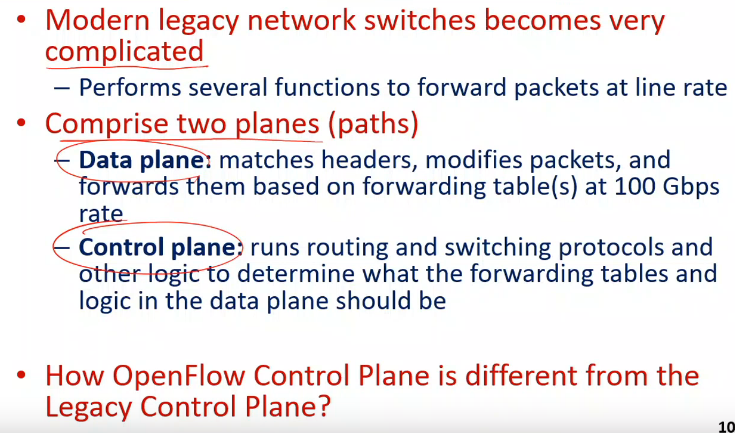 • Modern legacy network switches becomes very
complicated
– Performs several functions to forward packets at line rate
• Comprise two planes (paths)
– Data plane: matches headers, modifies packets, and
forwards them based on forwarding table(s) at 100 Gbps
rate
– Control plane: runs routing and switching protocols and
other logic to determine what the forwarding tables and
logic in the data plane should be
• How OpenFlow Control Plane is different from the
Legacy Control Plane?
10